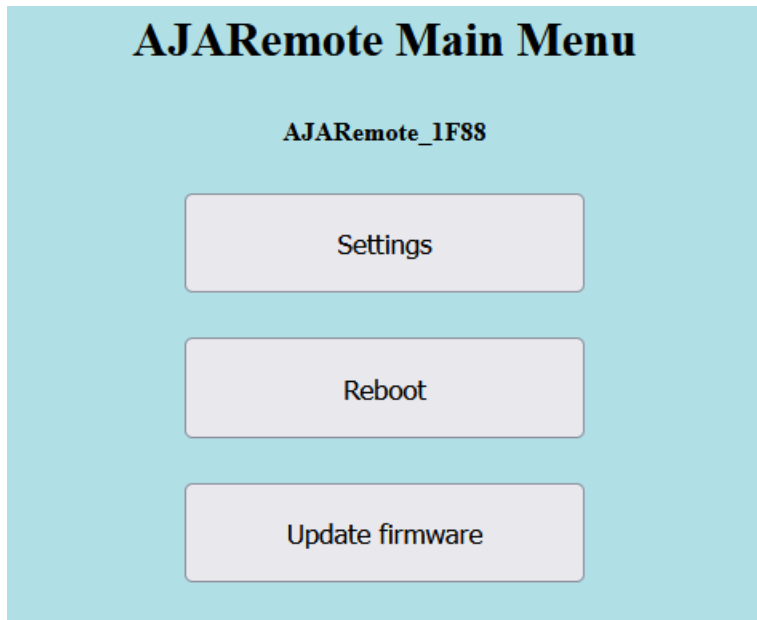 AJARemote Main Menu
AJARemote_1F88
Settings
Reboot
Update firmware